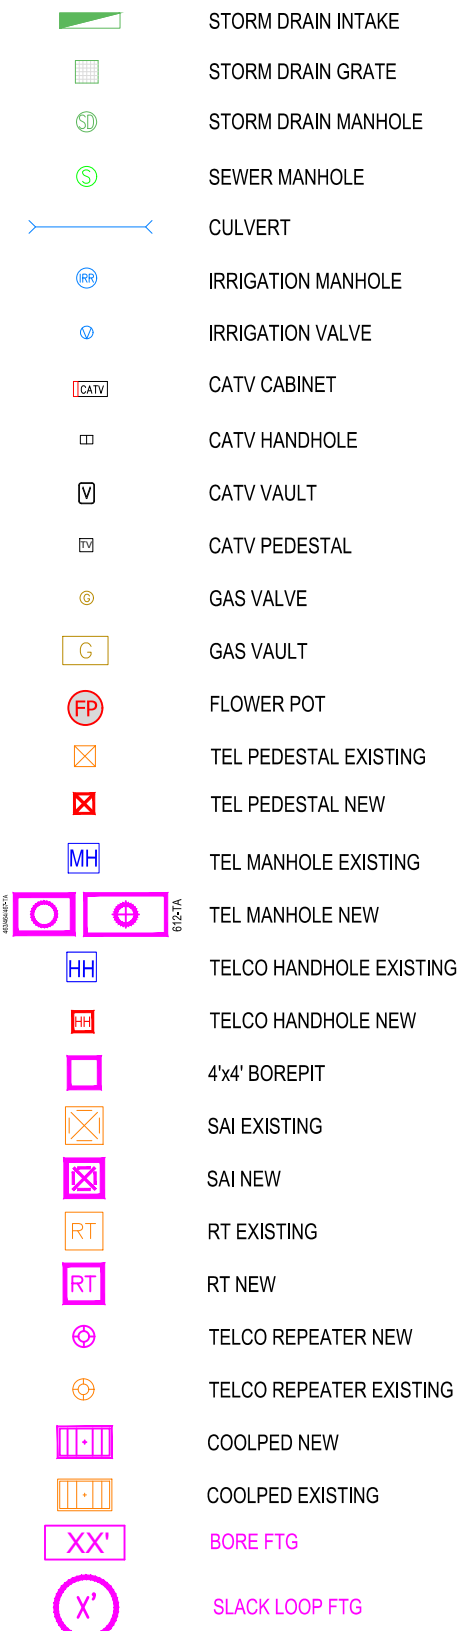 STORM DRAIN INTAKE
STORM DRAIN GRATE
SD STORM DRAIN MANHOLE
S SEWER MANHOLE
CULVERT
IRR IRRIGATION MANHOLE
V IRRIGATION VALVE
CATV CATV CABINET
CATV HANDHOLE
V CATV VAULT
TV CATV PEDESTAL
G GAS VALVE
G GAS VAULT
FP FLOWER POT
TEL PEDESTAL EXISTING
TEL PEDESTAL NEW
MH TEL MANHOLE EXISTING
612-TA TEL MANHOLE NEW
HH TELCO HANDHOLE EXISTING
HH TELCO HANDHOLE NEW
4'x4' BOREPIT
SAI EXISTING
SAI NEW
RT RT EXISTING
RT RT NEW
TELCO REPEATER NEW
TELCO REPEATER EXISTING
COOLPED NEW
COOLPED EXISTING
XX' BORE FTG
X' SLACK LOOP FTG